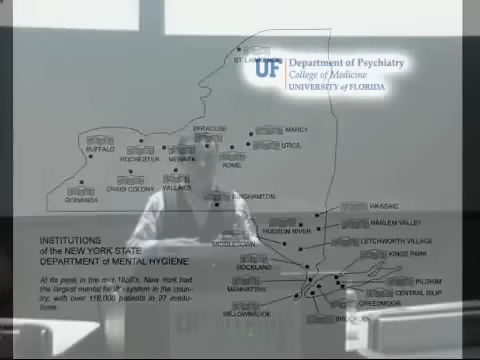 ST. LAWRENCE
UF Department of Psychiatry
College of Medicine
UNIVERSITY of FLORIDA
SYRACUSE
MARCY
BUFFALO
UTICA
ROCHESTER
NEWARK
ROME
CRAIG COLONY
WILLARD
GOWANDA
BINGHAMTON
WASSAIC
HARLEM VALLEY
HUDSON RIVER
MIDDLETOWN
LETCHWORTH VILLAGE
KINGS PARK
ROCKLAND
PILGRIM
MANHATTAN
CENTRAL ISLIP
CREEDMOOR
WILLOWBROOK
BROOKLYN
INSTITUTIONS
of the NEW YORK STATE
DEPARTMENT of MENTAL HYGIENE
At its peak in the mid 1950's, New York had
the largest mental health system in the coun-
try, with over 116,000 patients in 27 institu-
tions.